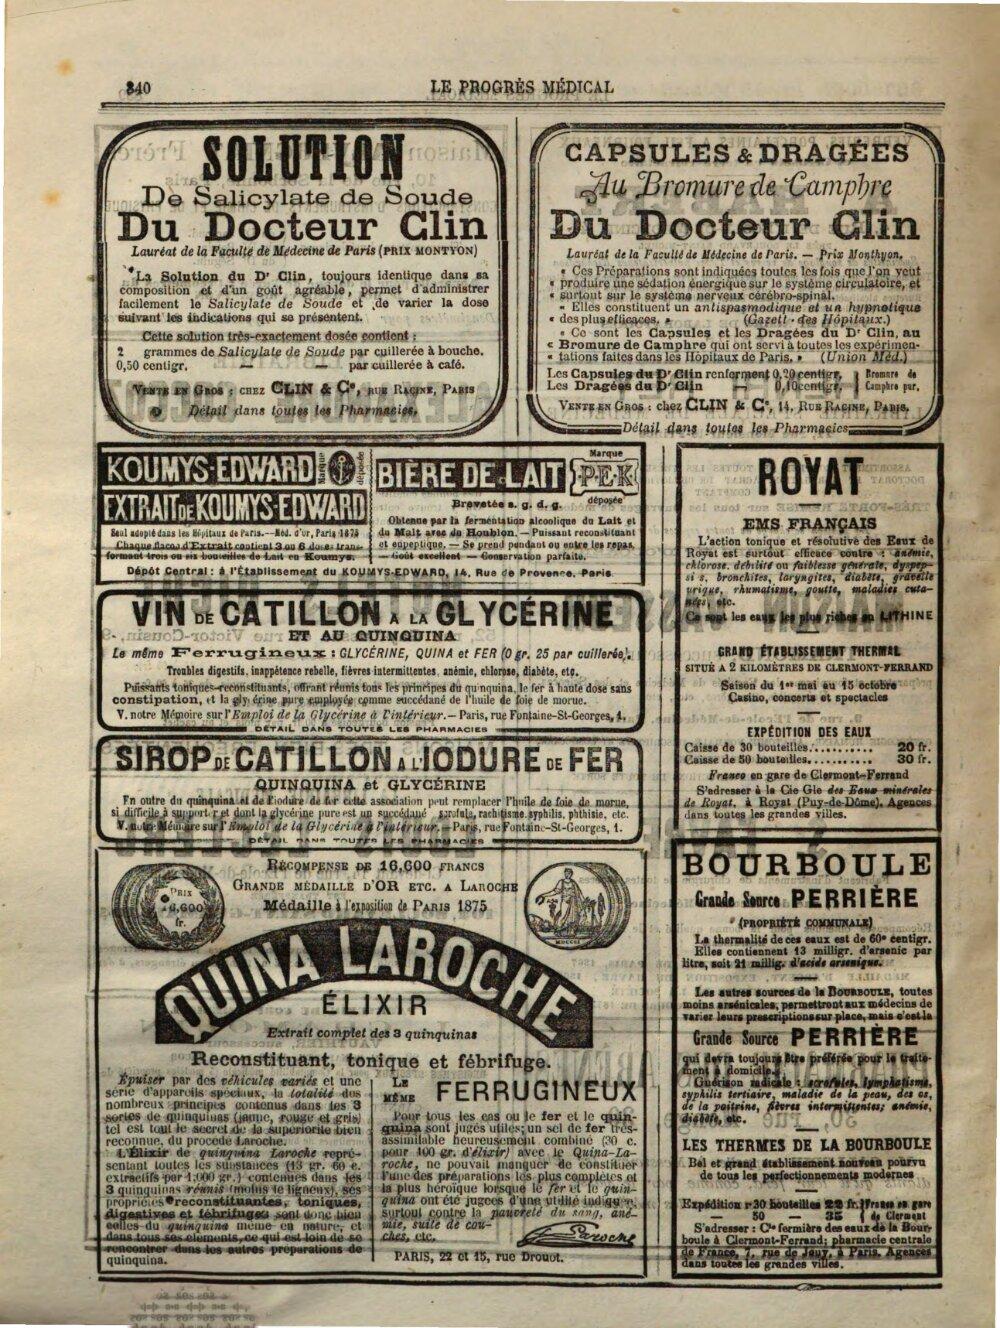 340
LE PROGRÈS MÉDICAL
SOLUTION
De Salicylate de Soude
Du Docteur Clin
Lauréat de la Faculté de Médecine de Paris (PRIX MONTYON)
La Solution du Dr Clin, toujours identique dans sa
composition et d'un goût agréable, permet d'administrer
facilement le Salicylate de Soude et de varier la dose
suivant les indications qui se présentent.
Cette solution très-exactement dosée contient :
2 grammes de Salicylate de Soude par cuillerée à bouche.
0,50 centigr. — — par cuillerée à café.
VENTE EN GROS : CHEZ CLIN & Ce, RUE RACINE, PARIS
Détail dans toutes les Pharmacies.
CAPSULES & DRAGÉES
Au Bromure de Camphre
Du Docteur Clin
Lauréat de la Faculté de Médecine de Paris. — Prix Monthyon.
« Ces Préparations sont indiquées toutes les fois que l'on veut
« produire une sédation énergique sur le système circulatoire, et
« surtout sur le système nerveux cérébro-spinal.
« Elles constituent un antispasmodique et un hypnotique
« des plus efficaces. » (Gazett. des Hôpitaux.)
« Ce sont les Capsules et les Dragées du Dr Clin, au
« Bromure de Camphre qui ont servi à toutes les expérimen-
« tations faites dans les Hôpitaux de Paris. » (Union Méd.)
Les Capsules du Dr Clin renferment 0,20 centigr. } Bromure de
Les Dragées du Dr Clin — 0,10 centigr. } Camphre pur.
VENTE EN GROS : chez CLIN & Ce, 14, RUE RACINE, PARIS.
Détail dans toutes les Pharmacies
KOUMYS-EDWARD
Marque déposée
EXTRAIT DE KOUMYS-EDWARD
Seul adopté dans les Hôpitaux de Paris.—Méd. d'or, Paris 1875
Chaque flacon d'Extrait contient 3 ou 6 doses trans-
formant trois ou six bouteilles de Lait en Koumys.
BIÈRE DE LAIT
Marque
P.E.K
déposée
Brevetée s. g. d. g.
Obtenue par la fermentation alcoolique du Lait et
du Malt avec du Houblon. — Puissant reconstituant
et eupeptique. — Se prend pendant ou entre les repas.
— Goût excellent — Conservation parfaite.
Dépôt Central : à l'Établissement du KOUMYS-EDWARD, 14, Rue de Provence, Paris
VIN DE CATILLON A LA GLYCÉRINE
ET AU QUINQUINA
Le même Ferrugineux : GLYCÉRINE, QUINA et FER (0 gr. 25 par cuillerée).
Troubles digestifs, inappétence rebelle, fièvres intermittentes, anémie, chlorose, diabète, etc.
Puissants toniques-reconstituants, offrant réunis tous les principes du quinquina, le fer à haute dose sans
constipation, et la glycérine pure employée comme succédané de l'huile de foie de morue.
V. notre Mémoire sur l'Emploi de la Glycérine à l'intérieur.— Paris, rue Fontaine-St-Georges, 1.
DÉTAIL DANS TOUTES LES PHARMACIES
SIROP DE CATILLON A L'IODURE DE FER
QUINQUINA et GLYCÉRINE
En outre du quinquina et de l'iodure de fer cette association peut remplacer l'huile de foie de morue,
si difficile à supporter et dont la glycérine pure est un succédané scrofula, rachitisme, syphilis, phthisie, etc.
V. notre Mémoire sur l'Emploi de la Glycérine à l'intérieur. — Paris, rue Fontaine-St-Georges, 1.
DÉTAIL DANS TOUTES LES PHARMACIES
PRIX
16,600
fr.
RÉCOMPENSE DE 16,600 FRANCS
GRANDE MÉDAILLE D'OR ETC. A LAROCHE
Médaille à l'exposition de PARIS 1875
QUINA LAROCHE
ÉLIXIR
Extrait complet des 3 quinquinas
Reconstituant, tonique et fébrifuge.
Épuiser par des véhicules variés et une
série d'appareils spéciaux, la totalité des
nombreux principes contenus dans les 3
sortes de quinquinas (jaune, rouge et gris)
tel est tout le secret de la supériorité bien
reconnue, du procédé Laroche.
L'Élixir de quinquina Laroche repré-
sentant toutes les substances (13 gr. 60 c.
extractifs par 1,000 gr.) contenues dans les
3 quinquinas réunis (moins le ligneux), ses
propriétés reconstituantes, toniques,
digestives et fébrifuges sont donc bien
celles du quinquina même en nature, et
dans tous ses éléments, ce qui est loin de se
rencontrer dans les autres préparations de
quinquina.
LE MÊME FERRUGINEUX
Pour tous les cas ou le fer et le quin-
quina sont jugés utiles; un sel de fer très-
assimilable heureusement combiné (30 c.
pour 100 gr. d'élixir) avec le Quina-La-
roche, ne pouvait manquer de constituer
l'une des préparations les plus complètes et
la plus héroïque lorsque le fer et le quin-
quina ont été jugées d'une utilité indiquée,
surtout contre la pauvreté du sang, ané-
mie, suite de cou-
ches, etc.
Laroche
PARIS, 22 et 15, rue Drouot.
ROYAT
EMS FRANÇAIS
L'action tonique et résolutive des Eaux de
Royat est surtout efficace contre : anémie,
chlorose, débilité ou faiblesse générale, dyspep-
sies, bronchites, laryngites, diabète, gravelle
urique, rhumatisme, goutte, maladies cuta-
nées, etc.
Ce sont les eaux les plus riches en LITHINE
GRAND ÉTABLISSEMENT THERMAL
SITUÉ A 2 KILOMÈTRES DE CLERMONT-FERRAND
Saison du 1er mai au 15 octobre
Casino, concerts et spectacles
EXPÉDITION DES EAUX
Caisse de 30 bouteilles.......... 20 fr.
Caisse de 50 bouteilles.......... 30 fr.
Franco en gare de Clermont-Ferrand
S'adresser à la Cie Gle des Eaux minérales
de Royat, à Royat (Puy-de-Dôme). Agences
dans toutes les grandes villes.
BOURBOULE
Grande Source PERRIÈRE
(PROPRIÉTÉ COMMUNALE)
La thermalité de ces eaux est de 60° centigr.
Elles contiennent 13 milligr. d'arsenic par
litre, soit 21 millig. d'acide arsenique.
Les autres sources de la BOURBOULE, toutes
moins arsénicales, permettront aux médecins de
varier leurs prescriptions sur place, mais c'est la
Grande Source PERRIÈRE
qui devra toujours être préférée pour le traite-
ment à domicile.
Guérison radicale : scrofules, lymphatisme,
syphilis tertiaire, maladie de la peau, des os,
de la poitrine, fièvres intermittentes, anémie,
diabète, etc.
LES THERMES DE LA BOURBOULE
Bel et grand établissement nouveau pourvu
de tous les perfectionnements modernes
Expédition : 30 bouteilles 22 fr. } Franco en gare
50 — 35 — } de Clermont
S'adresser : Cie fermière des eaux de la Bour-
boule à Clermont-Ferrand; pharmacie centrale
de France, 7, rue de Jouy, à Paris. Agences
dans toutes les grandes villes.